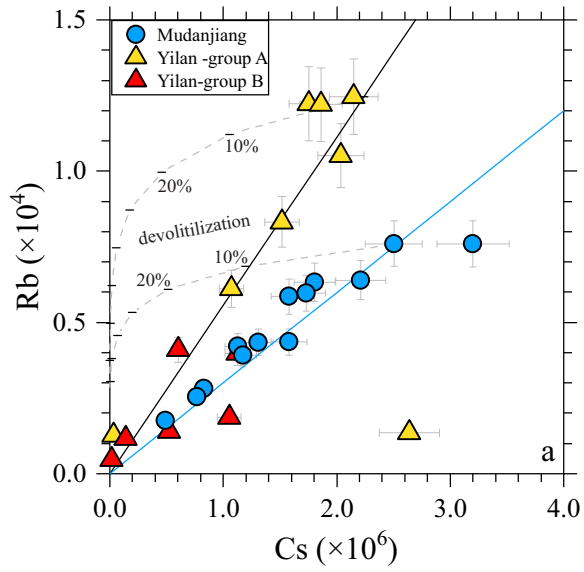 1.5
Mudanjiang
Yilan -group A
Yilan-group B
10%
20%
1.0
devolitilization
10%
20%
Rb (×10⁴)
0.5
0.0
a
0.0
1.0
2.0
3.0
4.0
Cs (×10⁶)